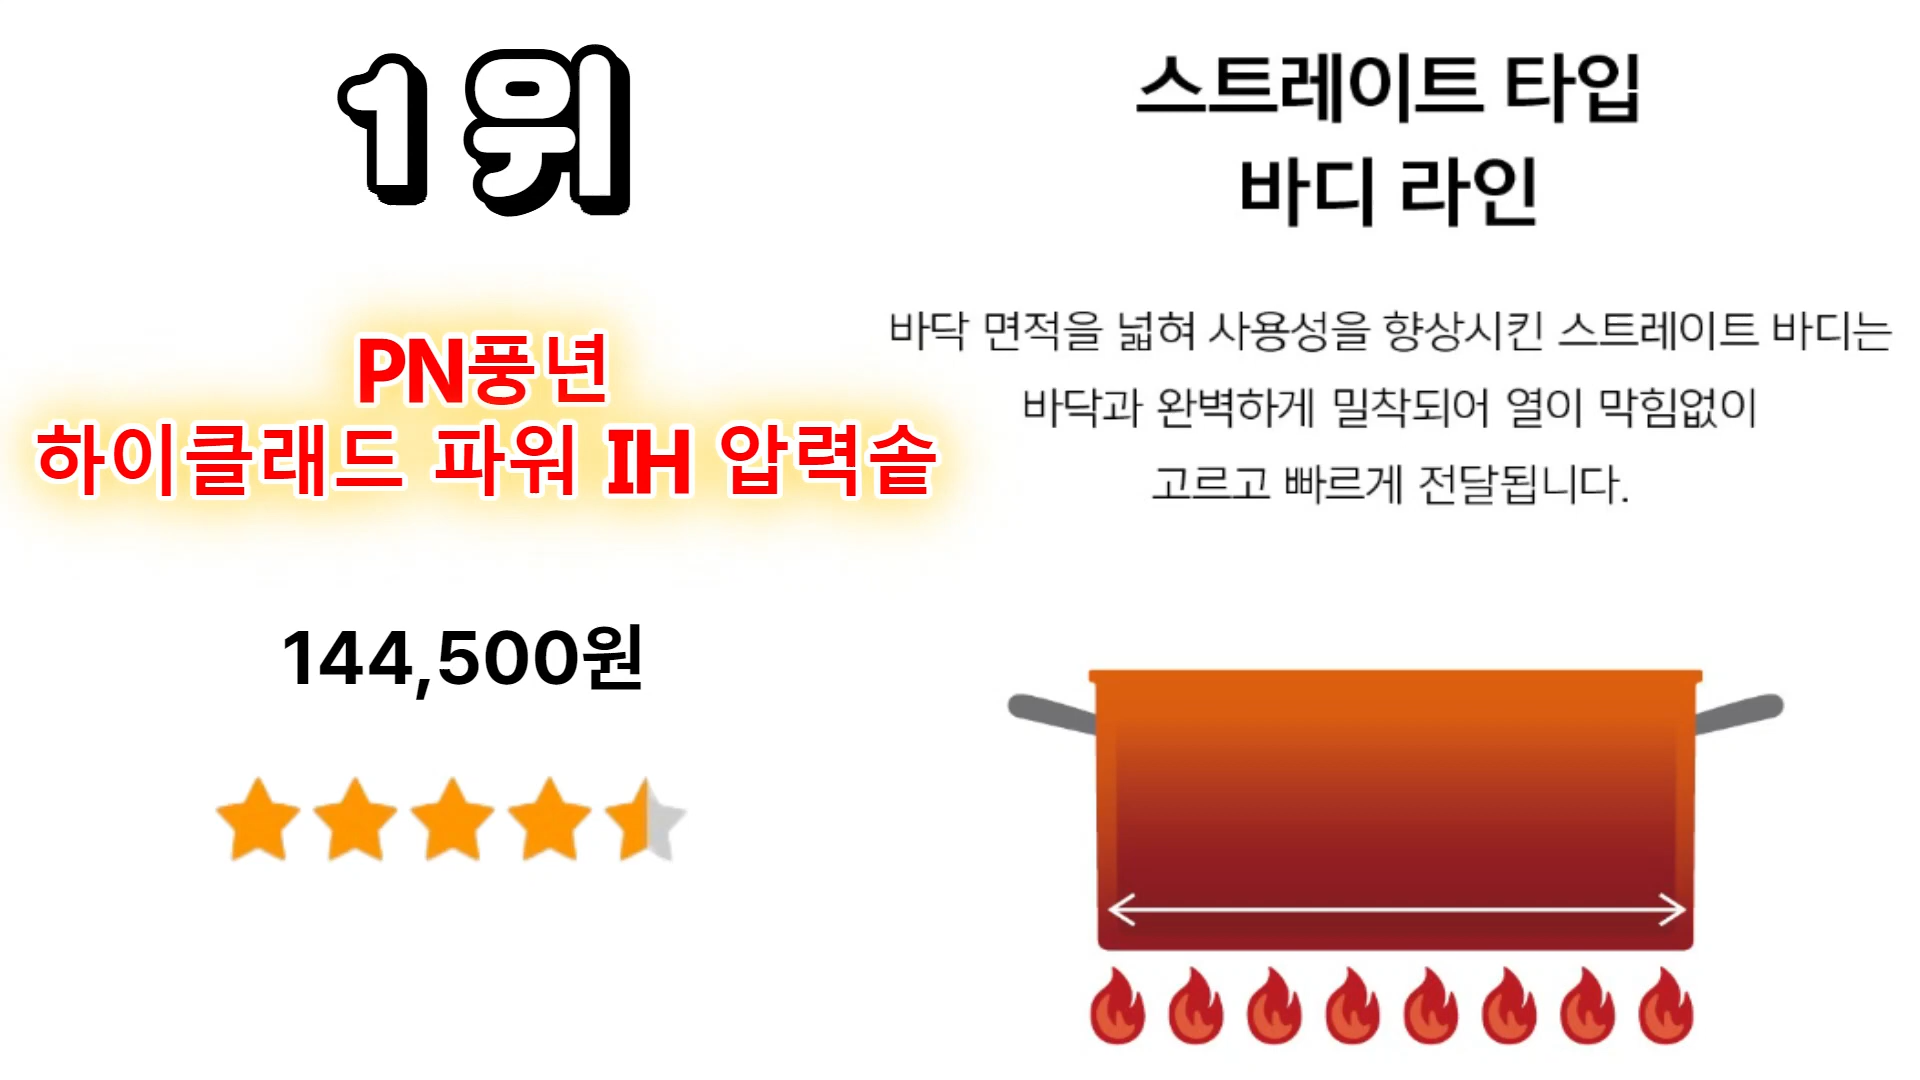 1위
PN풍년
하이클래드 파워 IH 압력솥
144,500원
스트레이트 타입
바디 라인
바닥 면적을 넓혀 사용성을 향상시킨 스트레이트 바디는
바닥과 완벽하게 밀착되어 열이 막힘없이
고르고 빠르게 전달됩니다.